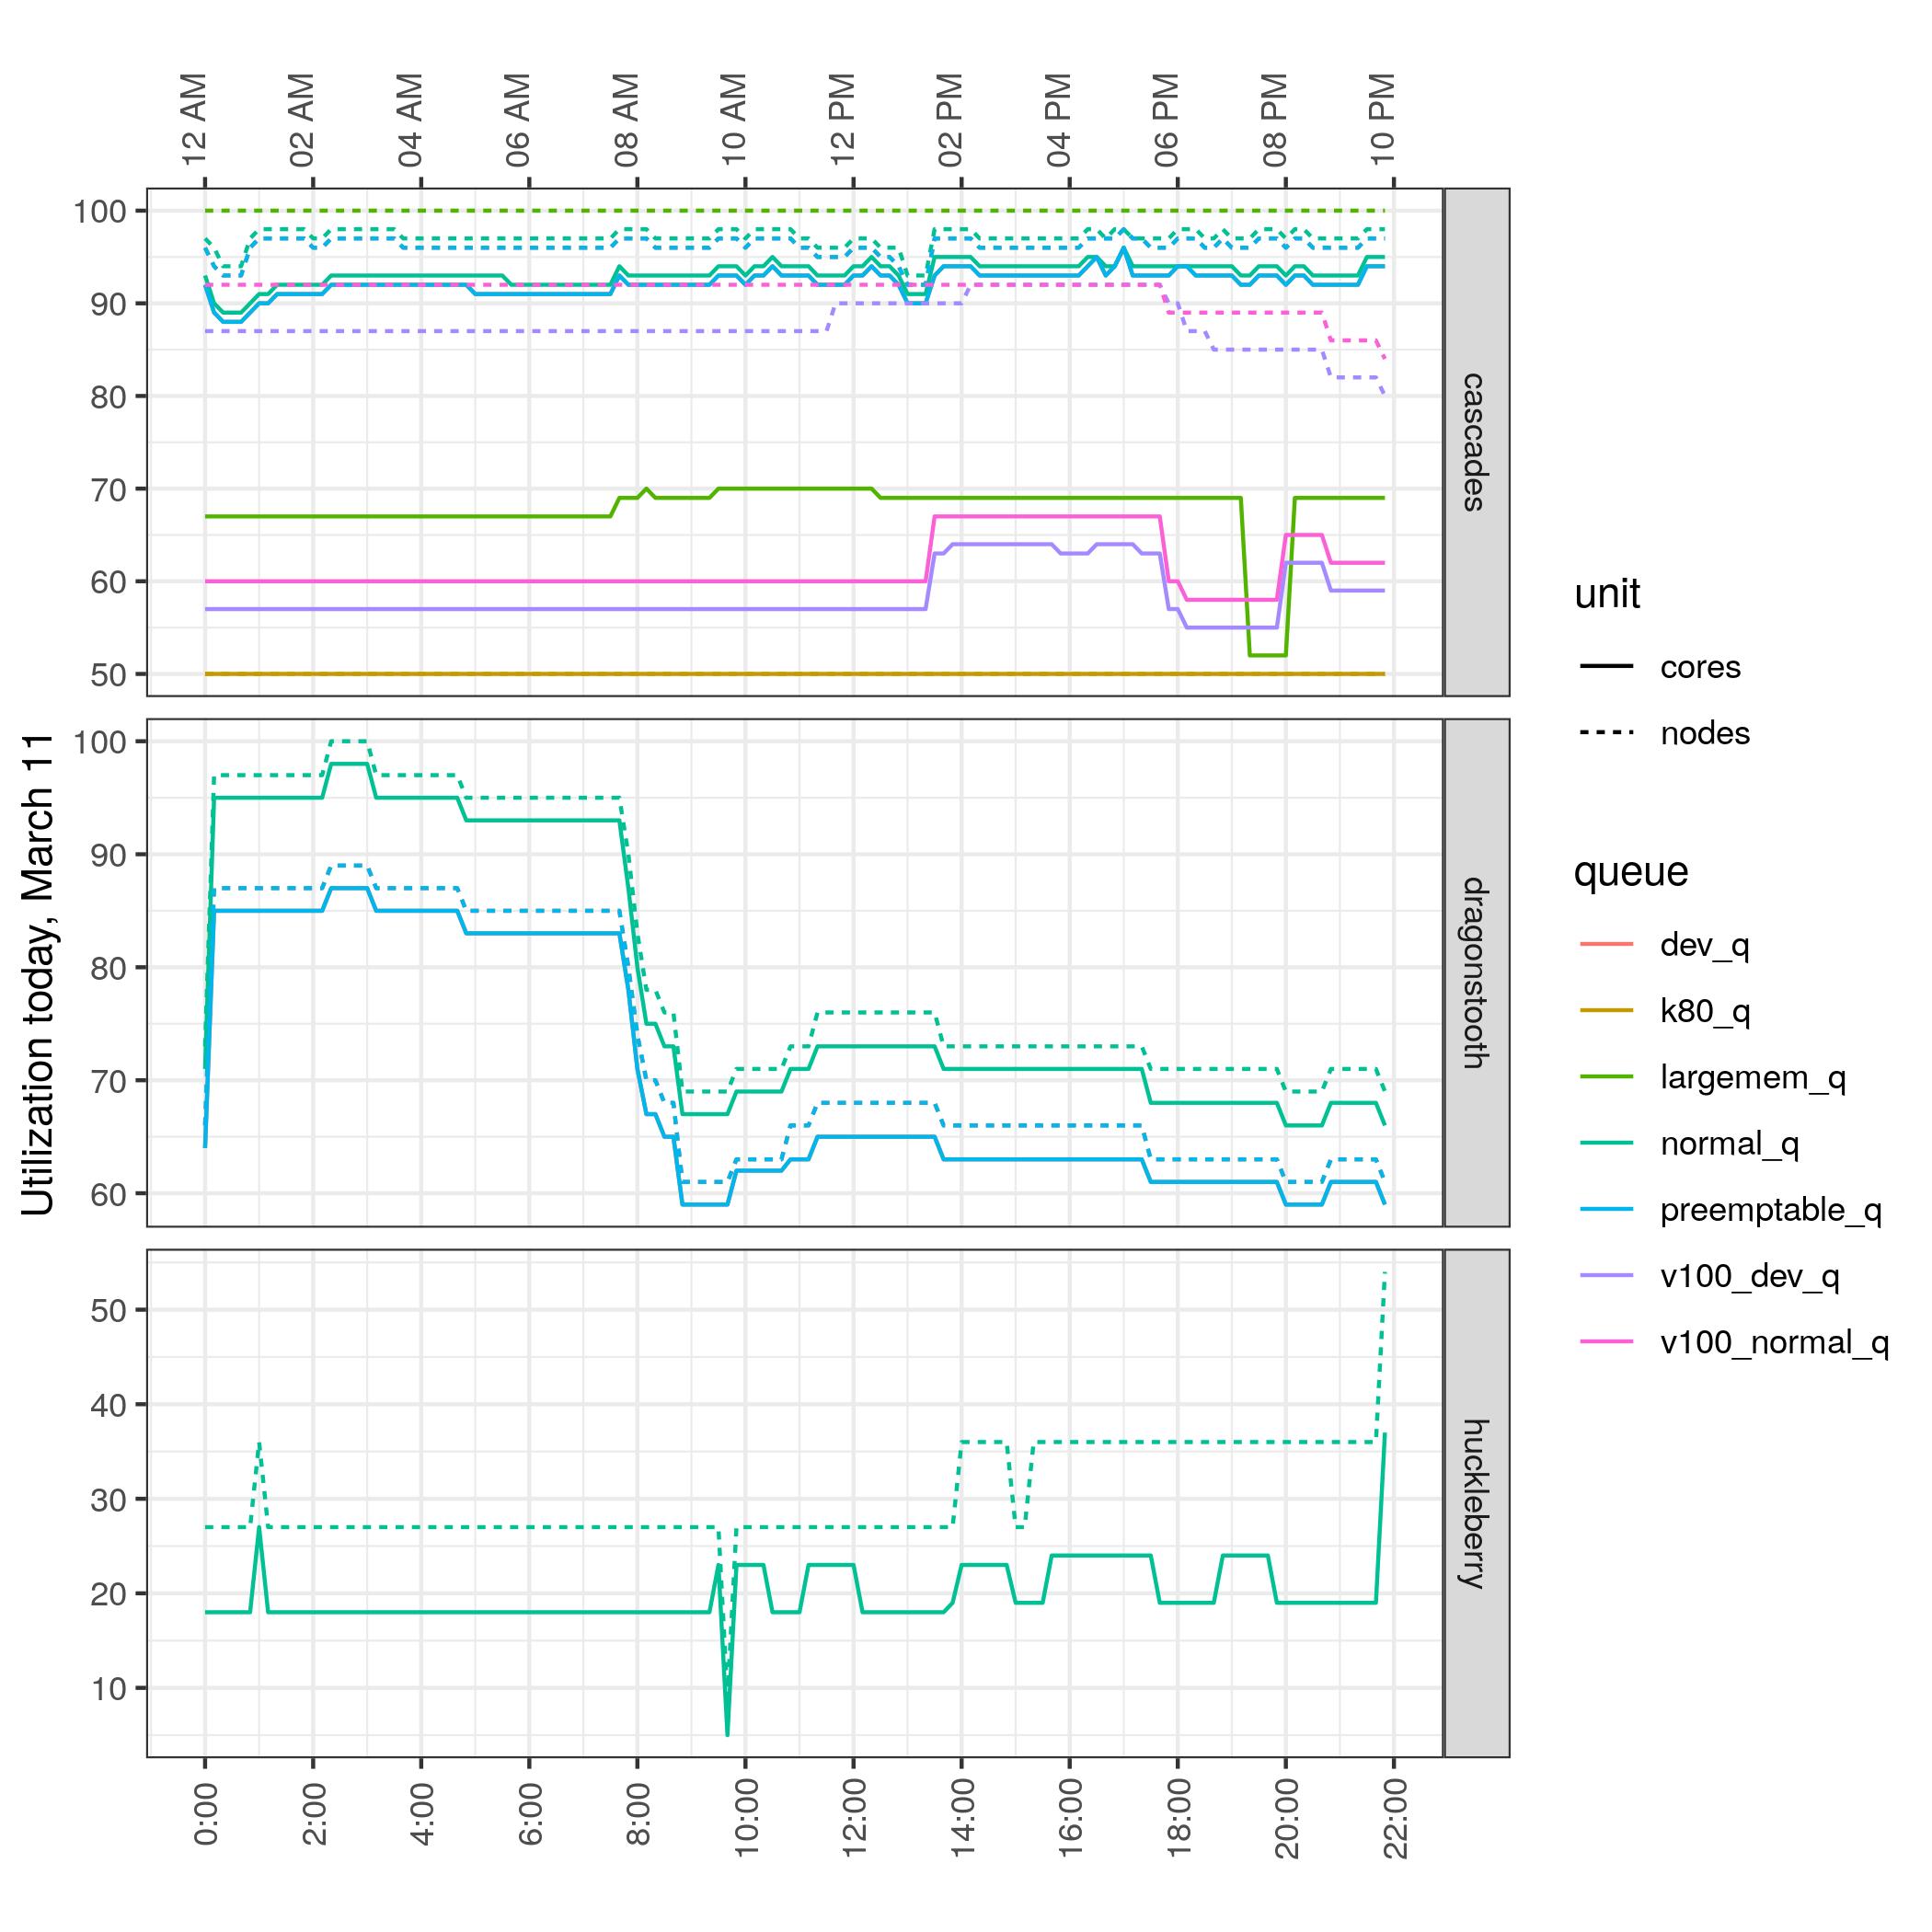 12 AM
02 AM
04 AM
06 AM
08 AM
10 AM
12 PM
02 PM
04 PM
06 PM
08 PM
10 PM
Utilization today, March 11
100
90
80
70
60
50
cascades
100
90
80
70
60
dragonstooth
50
40
30
20
10
huckleberry
0:00
2:00
4:00
6:00
8:00
10:00
12:00
14:00
16:00
18:00
20:00
22:00
unit
cores
nodes
queue
dev_q
k80_q
largemem_q
normal_q
preemptable_q
v100_dev_q
v100_normal_q